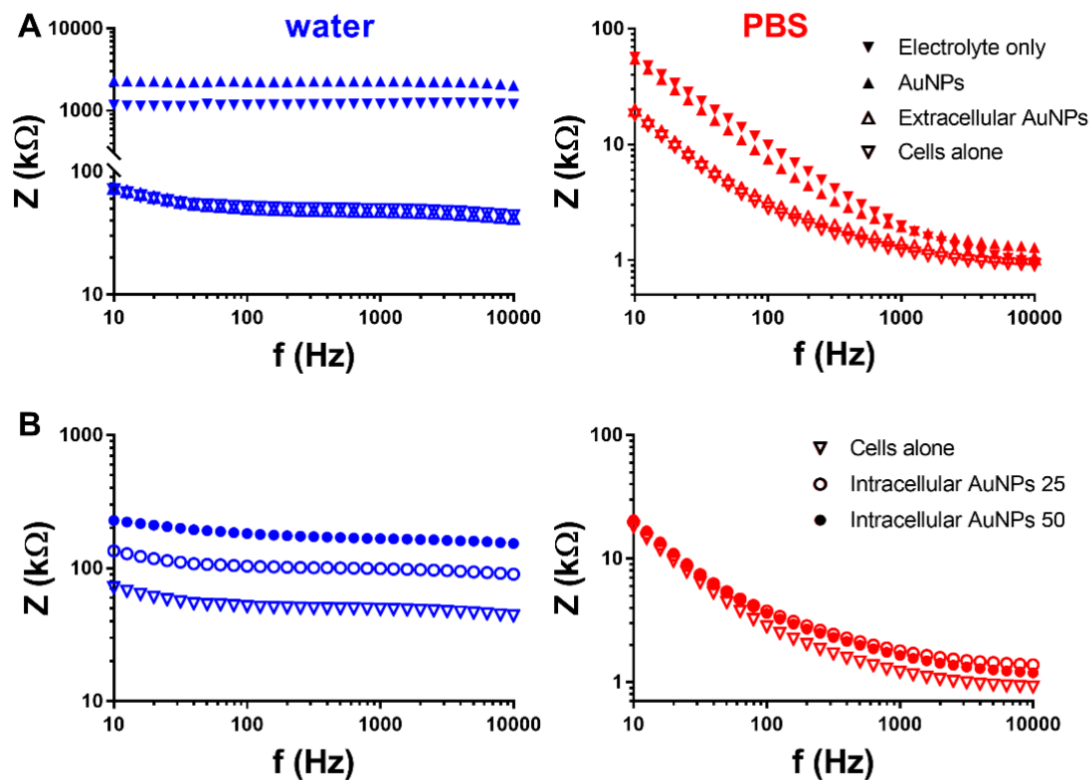 A
water
PBS
10000
1000
100
10
Z (kΩ)
10 100 1000 10000
f (Hz)
100
10
1
Z (kΩ)
10 100 1000 10000
f (Hz)
Electrolyte only
AuNPs
Extracellular AuNPs
Cells alone
B
1000
100
10
Z (kΩ)
10 100 1000 10000
f (Hz)
100
10
1
Z (kΩ)
10 100 1000 10000
f (Hz)
Cells alone
Intracellular AuNPs 25
Intracellular AuNPs 50